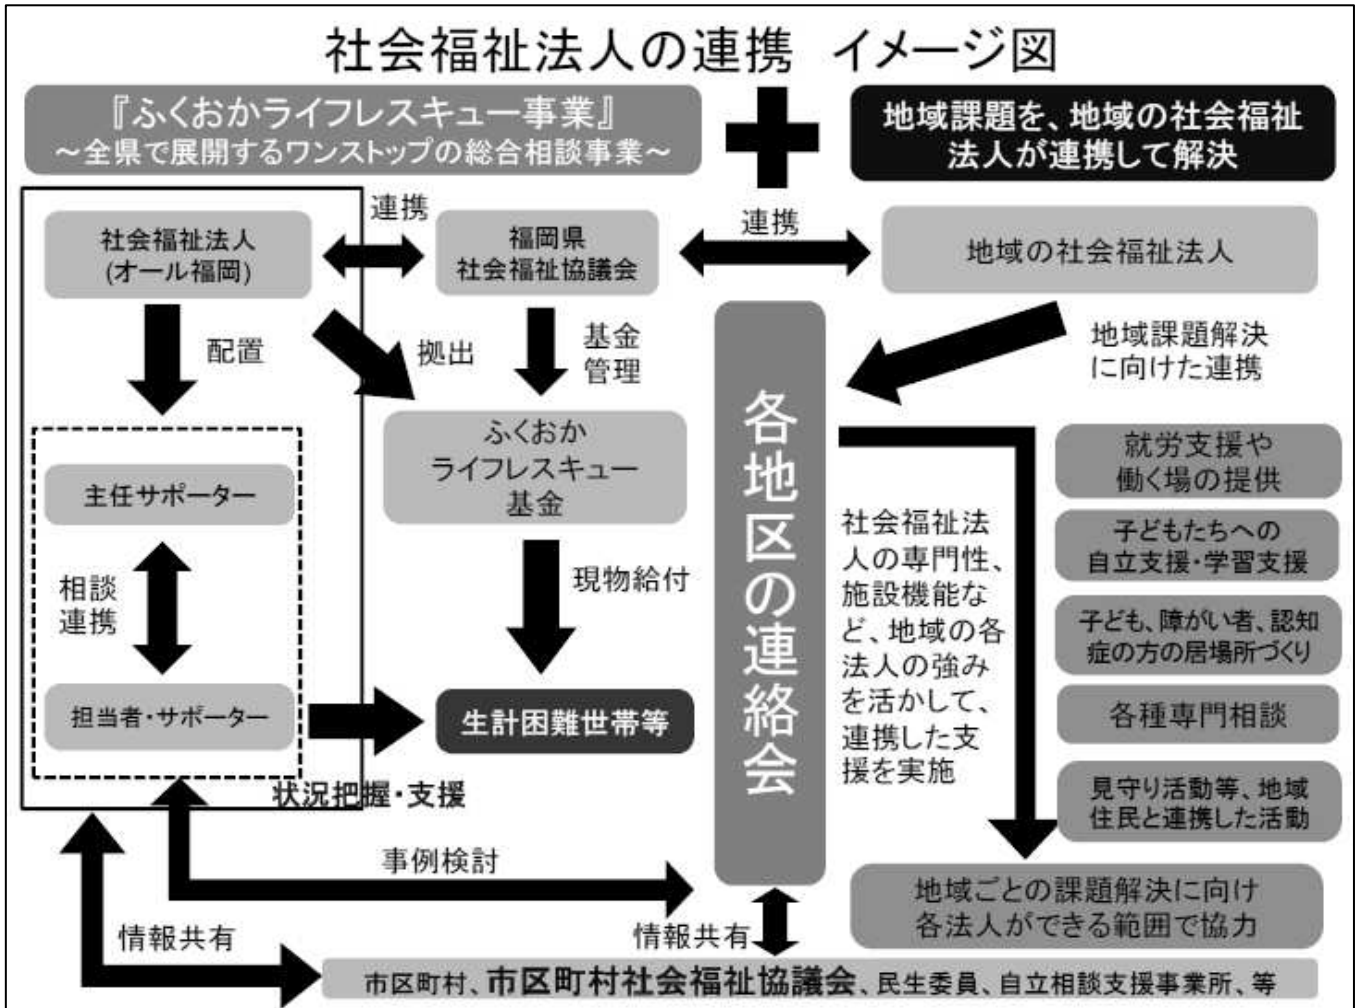 社会福祉法人の連携 イメージ図
『ふくおかライフレスキュー事業』
～全県で展開するワンストップの総合相談事業～
地域課題を、地域の社会福祉
法人が連携して解決
社会福祉法人
(オール福岡)
連携
福岡県
社会福祉協議会
連携
地域の社会福祉法人
配置
拠出
基金
管理
地域課題解決
に向けた連携
ふくおか
ライフレスキュー
基金
主任サポーター
相談
連携
担当者・サポーター
現物給付
生計困難世帯等
状況把握・支援
各地区の連絡会
社会福祉法
人の専門性、
施設機能な
ど、地域の各
法人の強み
を活かして、
連携した支
援を実施
就労支援や
働く場の提供
子どもたちへの
自立支援・学習支援
子ども、障がい者、認知
症の方の居場所づくり
各種専門相談
見守り活動等、地域
住民と連携した活動
地域ごとの課題解決に向け
各法人ができる範囲で協力
事例検討
情報共有
情報共有
市区町村、市区町村社会福祉協議会、民生委員、自立相談支援事業所、等